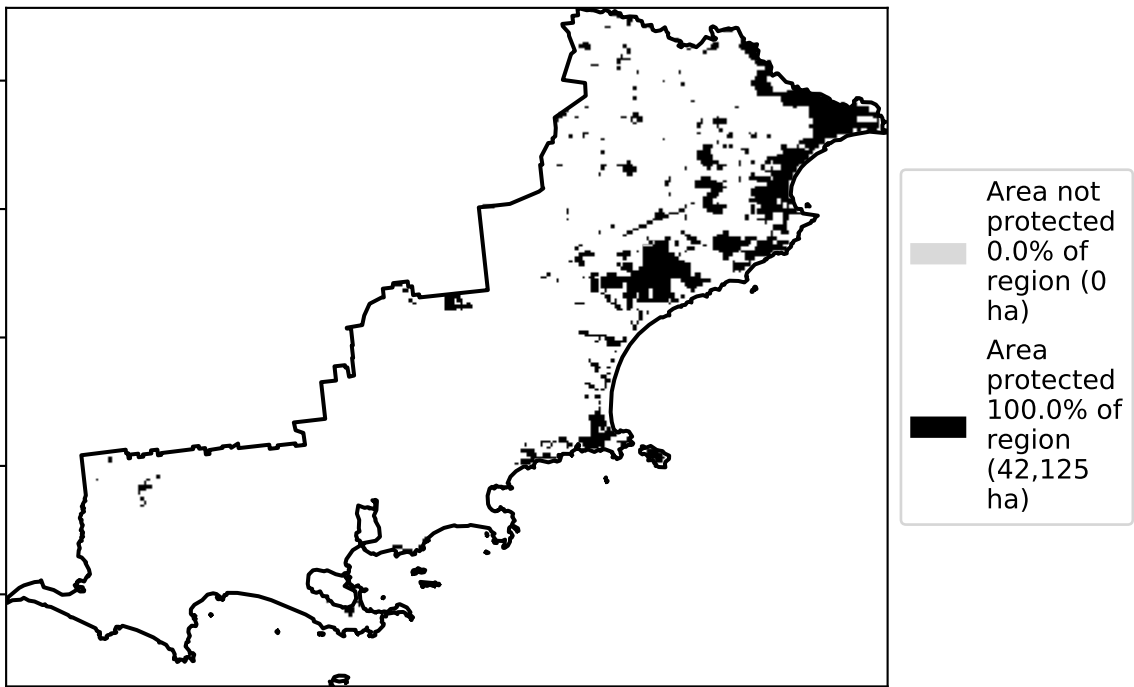 Area not
protected
0.0% of
region (0
ha)
Area
protected
100.0% of
region
(42,125
ha)